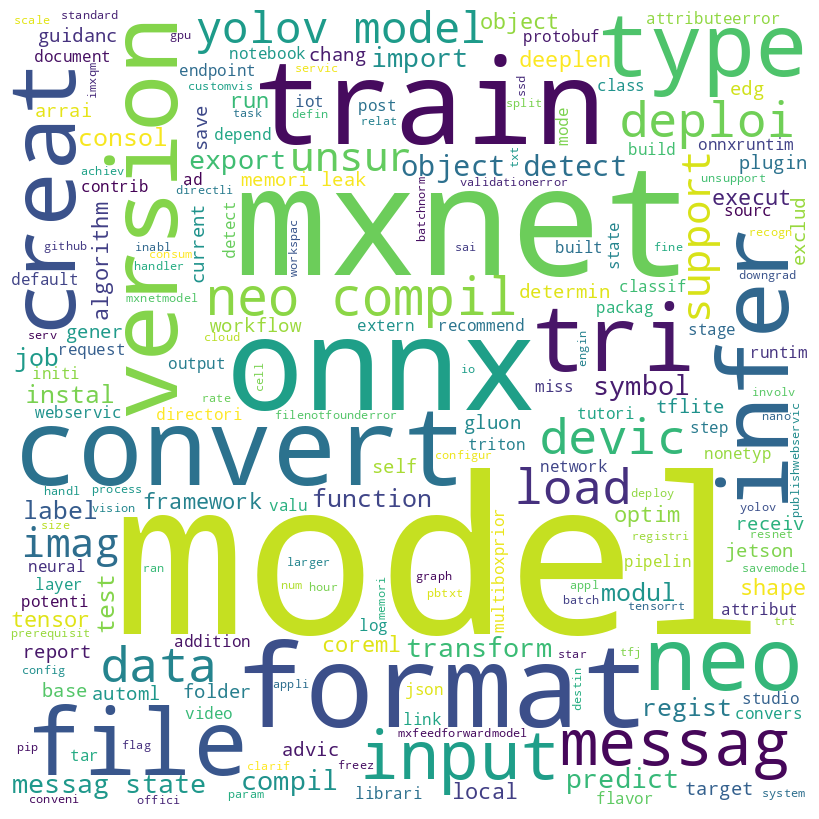 scale standard
gpu
yolov model
object
attributeerror
guidanc
document
notebook
chang
import
protobuf
deeplen
type
creat
imxqm
version
endpoint
servic
customvis
iot
post
ssd
class
edg
arrai
consol
save
run
task
defin
relat
train
split
mode
deploi
onnxruntim
build
depend
txt
achiev
contrib
export
ad
unsur
object detect
plugin
unsupport
directli
memori leak
validationerror
support
execut
sourc
exclud
algorithm
current
detect
mxnet
batchnorm
workspac
github
inabl
consum
handler
sai
built
state
fine
recogn
infer
default
downgrad
mxnetmodel
neo compil
determin
classif
packag
stage
gener
workflow
extern
recommend
tri
serv
cloud
job
request
output
onnx
engin
miss
runtim
initi
instal
rate
cell
io
symbol
involv
nano
webservic
directori
filenotfounderror
gluon
tutori
tflite
publishwebservic
convert
triton
devic
step
nonetyp
self
configur
network
handl
process
framework
valu
function
load
deploy
yolov
label
vision
size
optim
receiv
resnet
imag
neural
ran
larger
model
graph
multiboxprior
registri
pipelin
jetson
savemodel
layer
test
num
hour
memori
pbtxt
appl
batch
modul
tensorrt
shape
potenti
tensor
log
attribut
trt
prerequisit
report
addition
coreml
transform
star
tfj
neo
config
data
appli
format
destin
base
automl
folder
json
regist
studio
convers
file
video
link
mxfeedforwardmodel
messag
pip
tar
flag
advic
clarif
freez
input
messag state
compil
predict
target
system
conveni
offici
param
librari
local
flavor